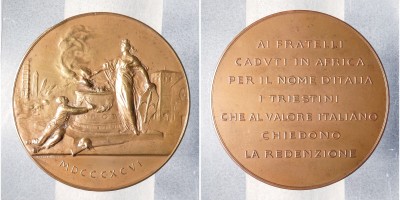 MDCCCXCVI
AI FRATELLI
CADVTI IN AFRICA
PER IL NOME D'ITALIA
I TRIESTINI
CHE AL VALORE ITALIANO
CHIEDONO
LA REDENZIONE